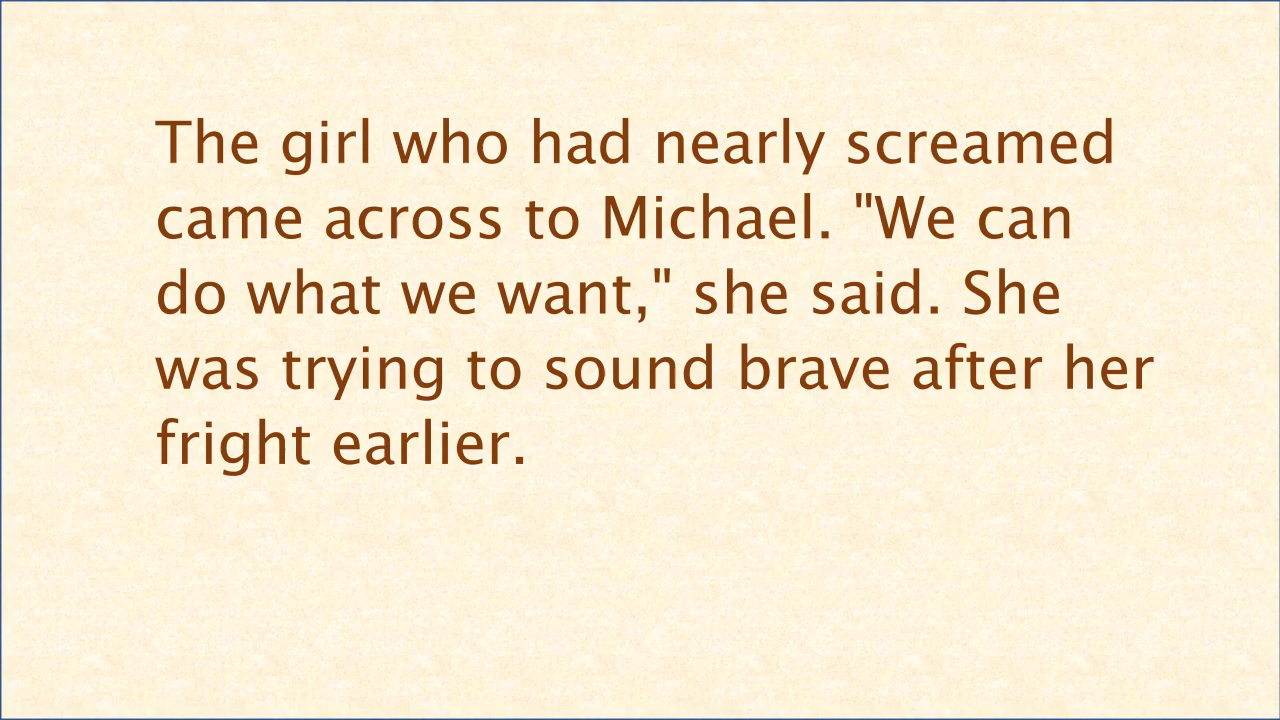 The girl who had nearly screamed
came across to Michael. "We can
do what we want," she said. She
was trying to sound brave after her
fright earlier.